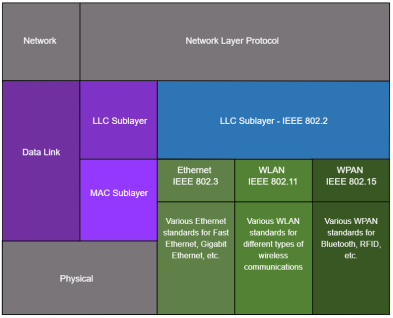 Network
Network Layer Protocol
Data Link
LLC Sublayer
LLC Sublayer - IEEE 802.2
MAC Sublayer
Ethernet
IEEE 802.3
WLAN
IEEE 802.11
WPAN
IEEE 802.15
Various Ethernet
standards for Fast
Ethernet, Gigabit
Ethernet, etc.
Various WLAN
standards for
different types of
wireless
communications
Various WPAN
standards for
Bluetooth, RFID,
etc.
Physical